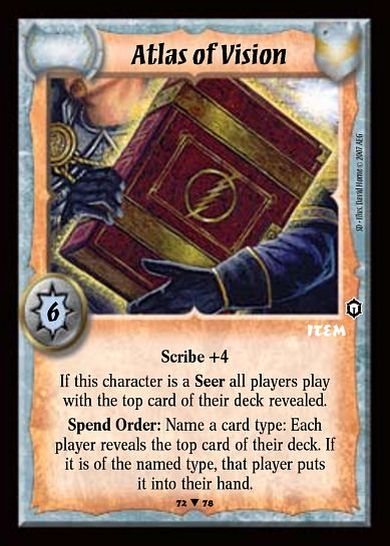 Atlas of Vision
SD • Illus. David Horne © 2007 AEG
6
ITEM
Scribe +4
If this character is a Seer all players play
with the top card of their deck revealed.
Spend Order: Name a card type: Each
player reveals the top card of their deck. If
it is of the named type, that player puts
it into their hand.
72 ▼ 78